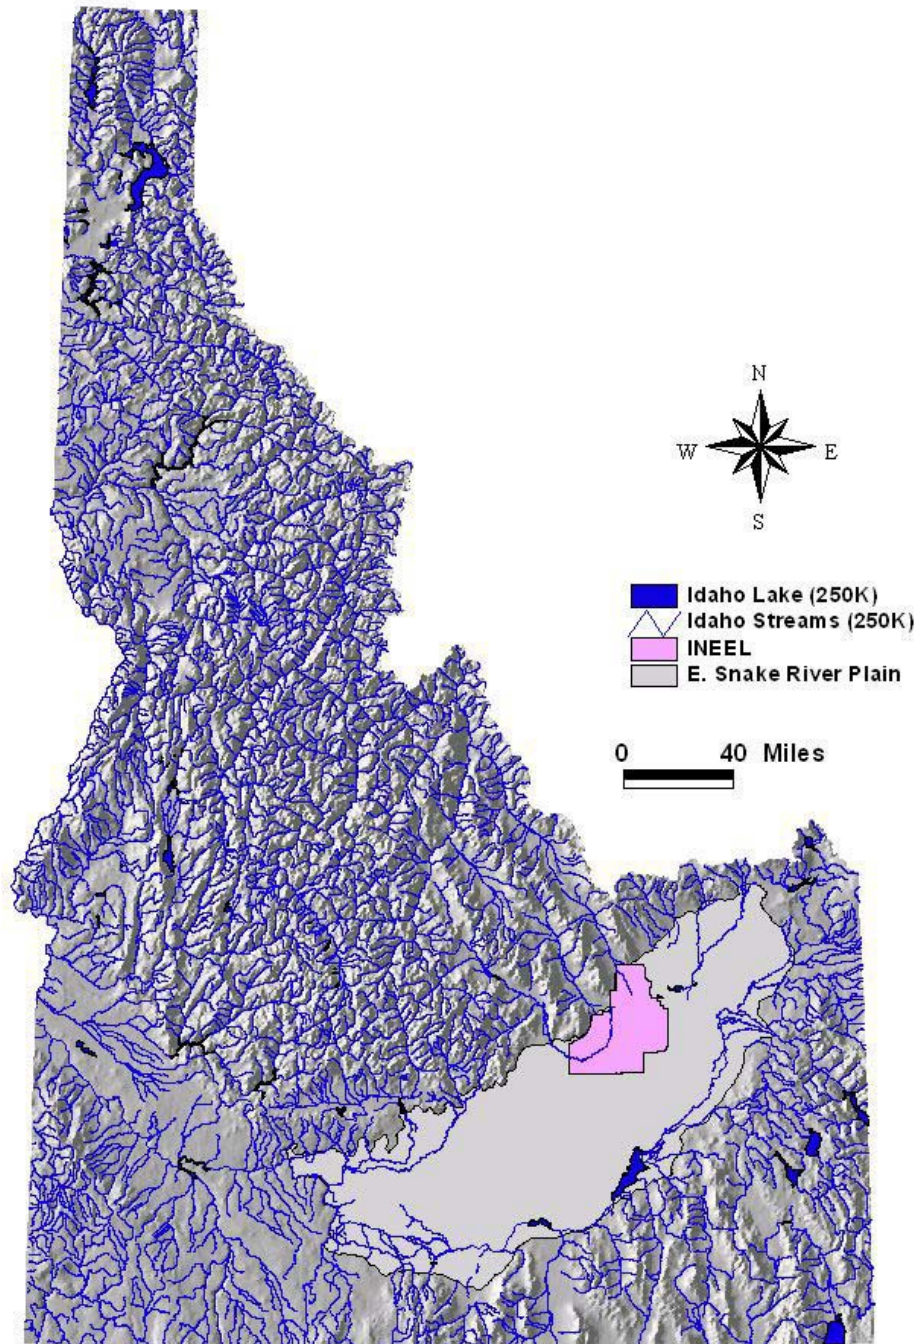 N
W E
S
Idaho Lake (250K)
Idaho Streams (250K)
INEEL
E. Snake River Plain
0 40 Miles